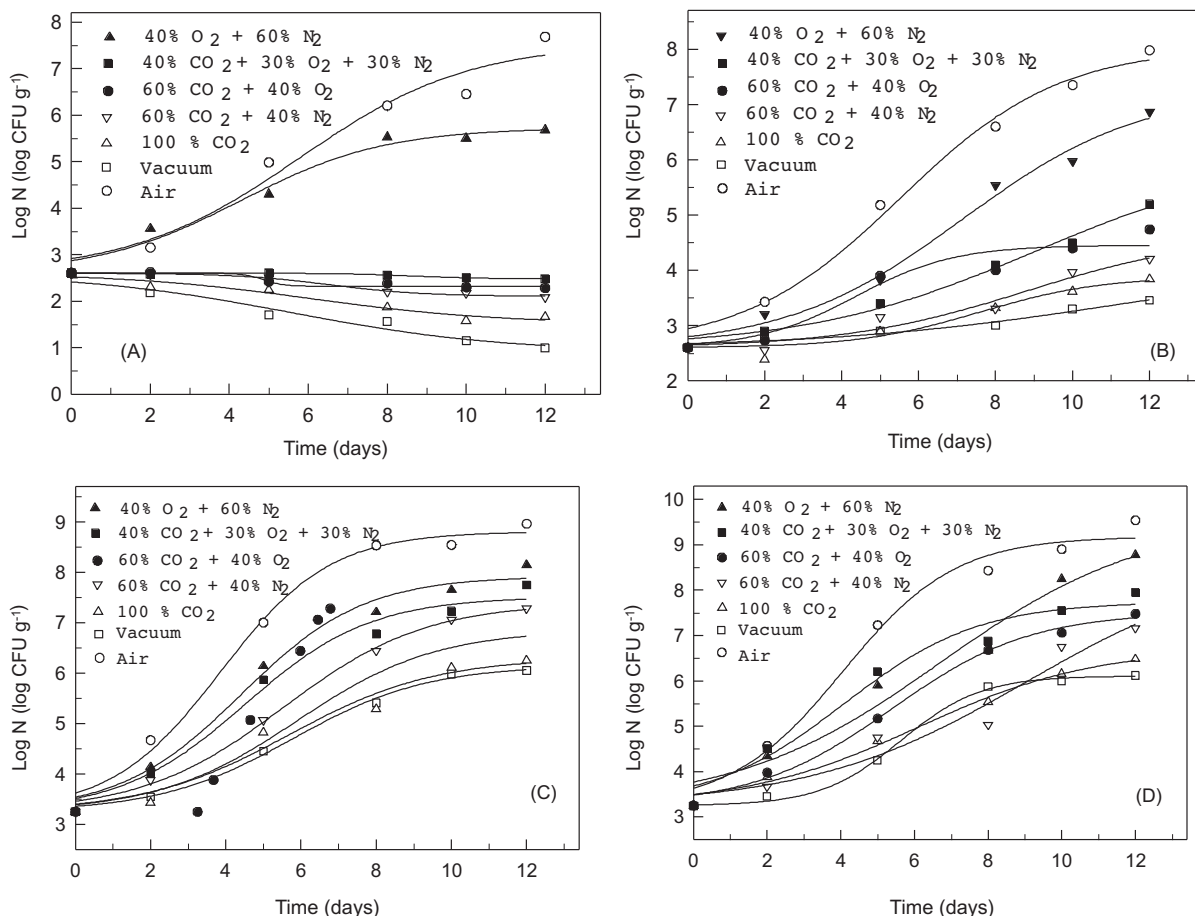 8
7
6
5
4
3
2
1
0
Log N (log CFU g⁻¹)
40% O₂ + 60% N₂
40% CO₂ + 30% O₂ + 30% N₂
60% CO₂ + 40% O₂
60% CO₂ + 40% N₂
100 % CO₂
Vacuum
Air
(A)
0 2 4 6 8 10 12
Time (days)
8
7
6
5
4
3
2
Log N (log CFU g⁻¹)
40% O₂ + 60% N₂
40% CO₂ + 30% O₂ + 30% N₂
60% CO₂ + 40% O₂
60% CO₂ + 40% N₂
100 % CO₂
Vacuum
Air
(B)
0 2 4 6 8 10 12
Time (days)
9
8
7
6
5
4
3
Log N (log CFU g⁻¹)
40% O₂ + 60% N₂
40% CO₂ + 30% O₂ + 30% N₂
60% CO₂ + 40% O₂
60% CO₂ + 40% N₂
100 % CO₂
Vacuum
Air
(C)
0 2 4 6 8 10 12
Time (days)
10
9
8
7
6
5
4
3
Log N (log CFU g⁻¹)
40% O₂ + 60% N₂
40% CO₂ + 30% O₂ + 30% N₂
60% CO₂ + 40% O₂
60% CO₂ + 40% N₂
100 % CO₂
Vacuum
Air
(D)
0 2 4 6 8 10 12
Time (days)